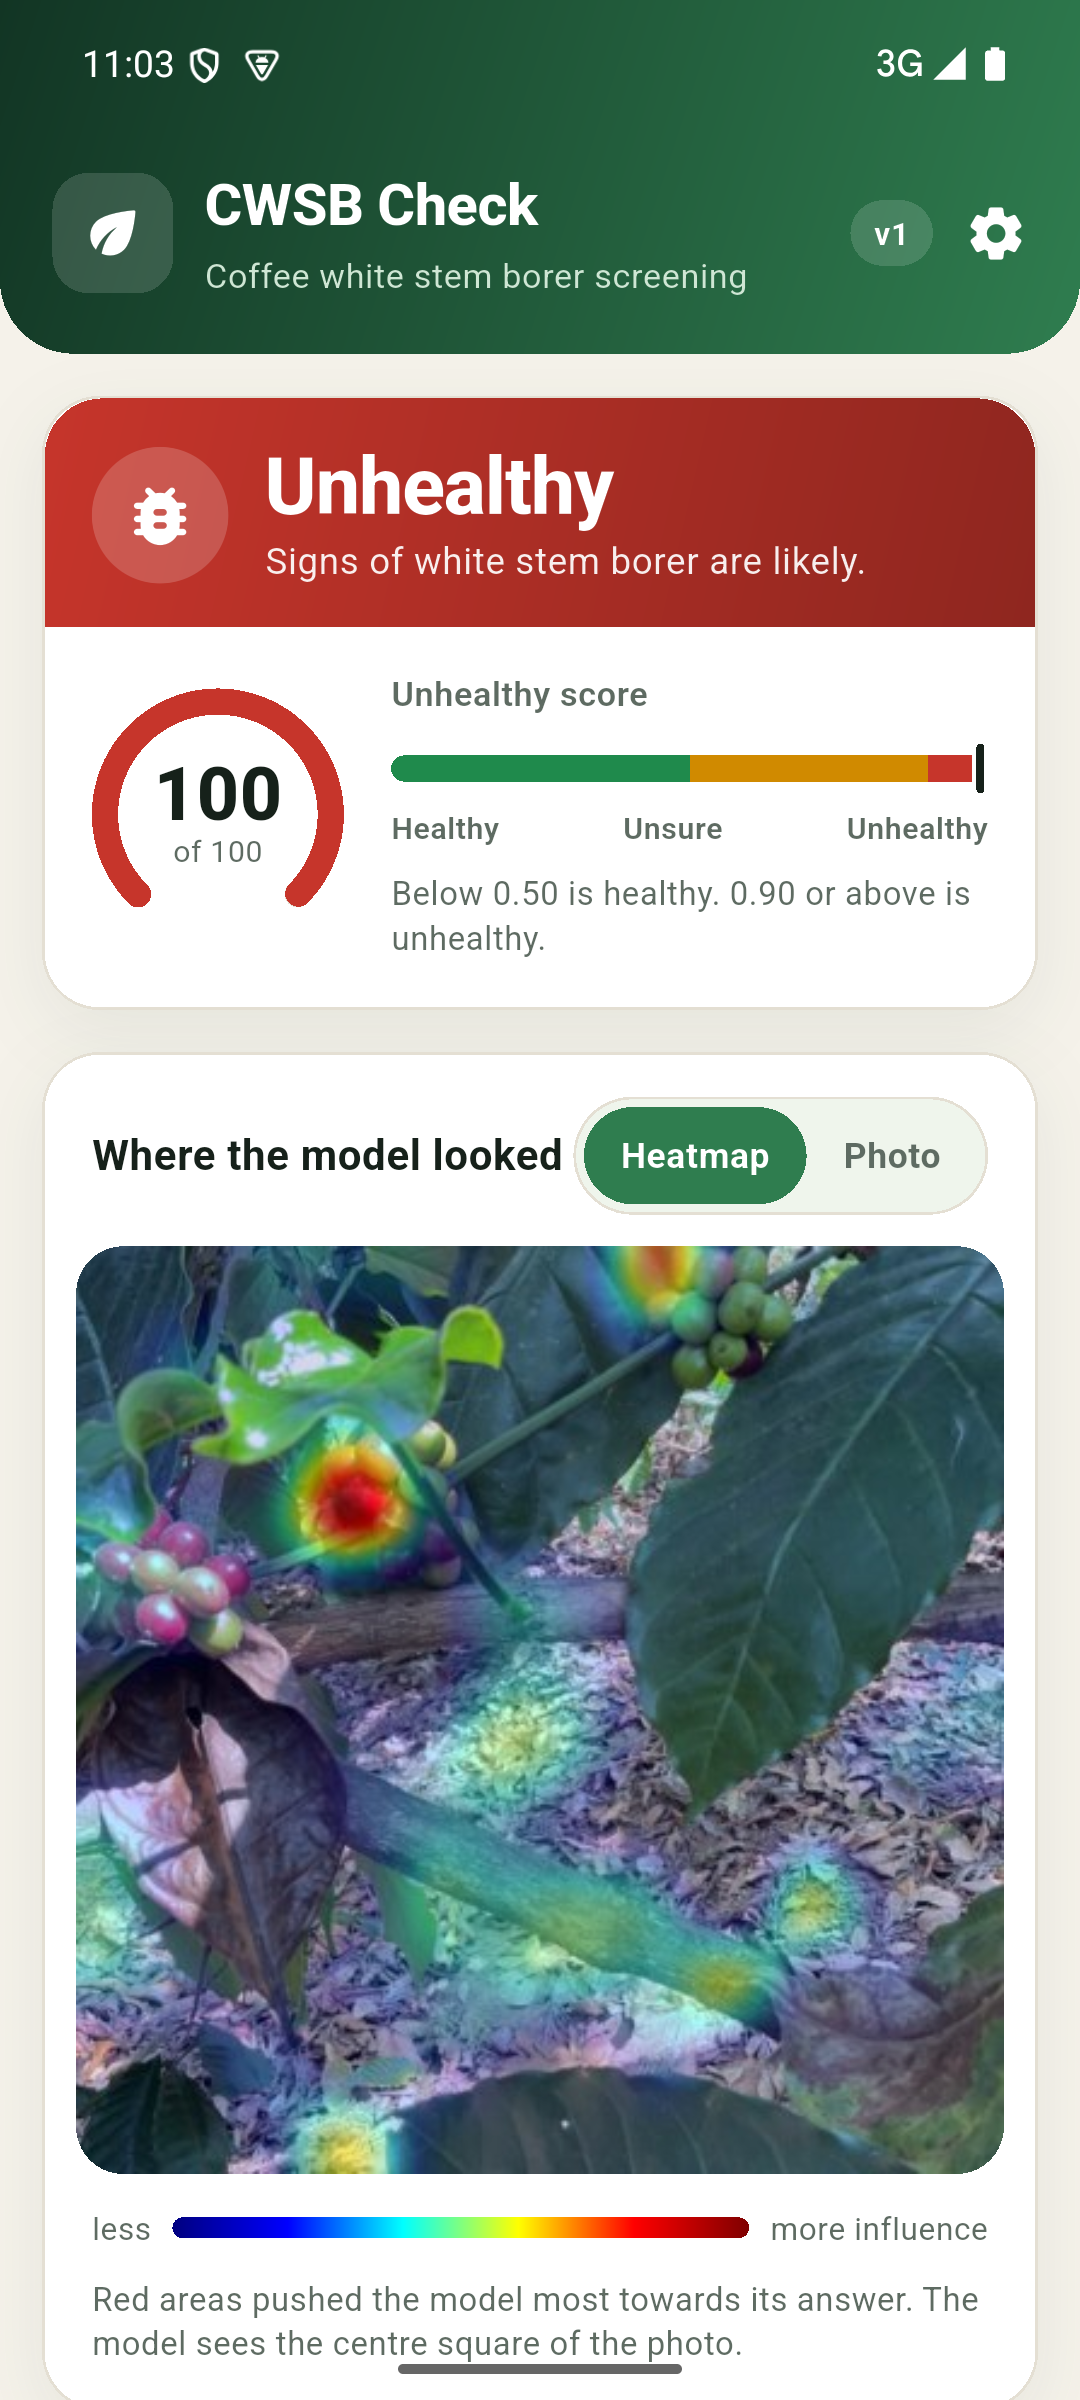 11:03
3G
CWSB Check
Coffee white stem borer screening
v1
Unhealthy
Signs of white stem borer are likely.
100
of 100
Unhealthy score
Healthy Unsure Unhealthy
Below 0.50 is healthy. 0.90 or above is
unhealthy.
Where the model looked
Heatmap
Photo
less
more influence
Red areas pushed the model most towards its answer. The
model sees the centre square of the photo.